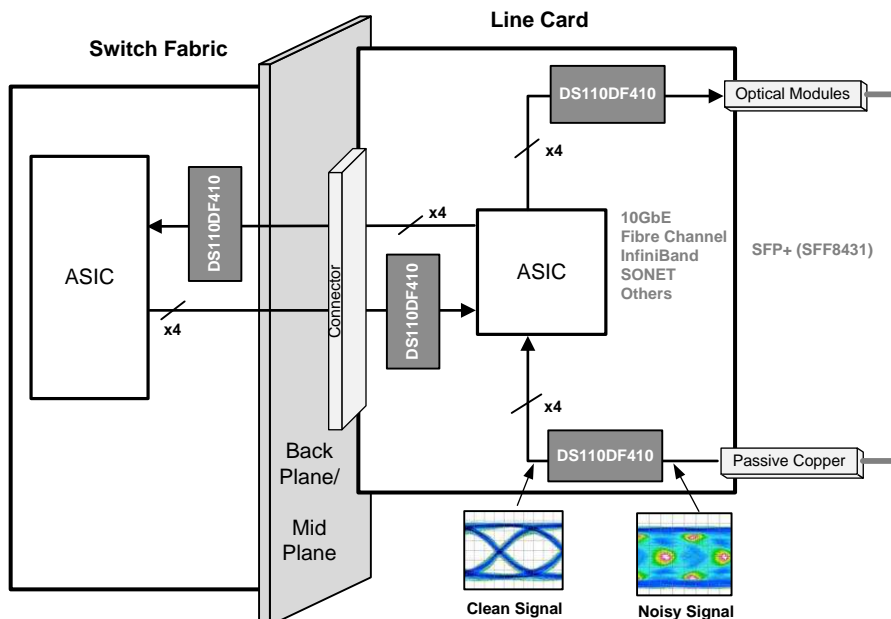 Line Card
Switch Fabric
DS110DF410
Optical Modules
x4
DS110DF410
x4
10GbE
Fibre Channel
InfiniBand
SONET
Others
SFP+ (SFF8431)
ASIC
ASIC
Connector
DS110DF410
x4
x4
DS110DF410
Passive Copper
Back
Plane/
Mid
Plane
Clean Signal
Noisy Signal